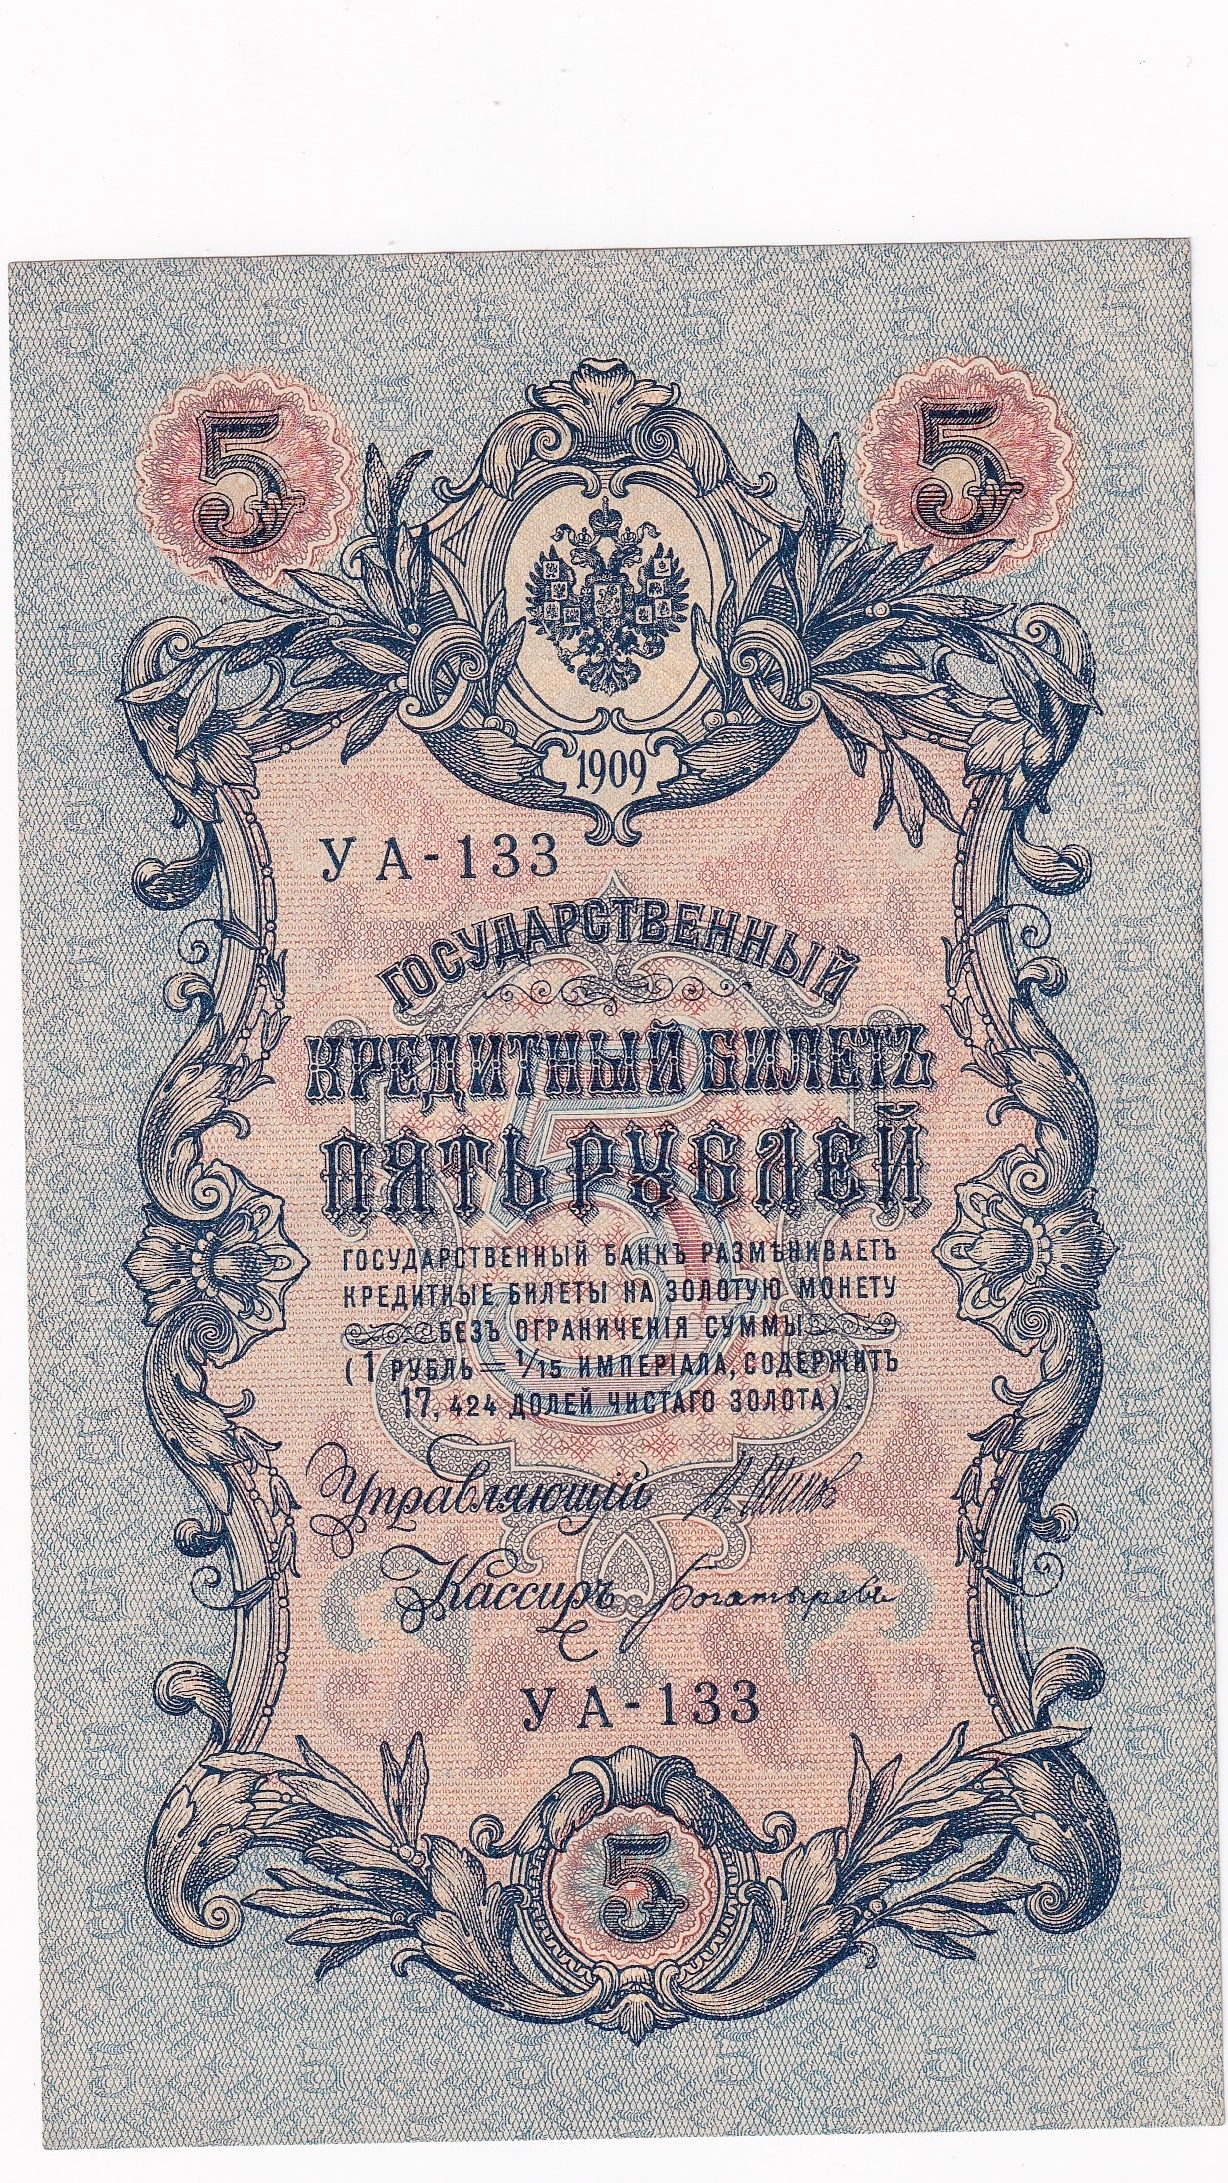 5 5
1909
УА-133
ГОСУДАРСТВЕННЫЙ
КРЕДИТНЫЙ БИЛЕТЪ
ПЯТЬ РУБЛЕЙ
ГОСУДАРСТВЕННЫЙ БАНКЪ РАЗМѢНИВАЕТЪ
КРЕДИТНЫЕ БИЛЕТЫ НА ЗОЛОТУЮ МОНЕТУ
БЕЗЪ ОГРАНИЧЕНІЯ СУММЫ
(1 РУБЛЬ = 1/15 ИМПЕРІАЛА, СОДЕРЖИТЪ
17,424 ДОЛЕЙ ЧИСТАГО ЗОЛОТА).
Управляющій
Кассиръ Богатыревъ
УА-133
5